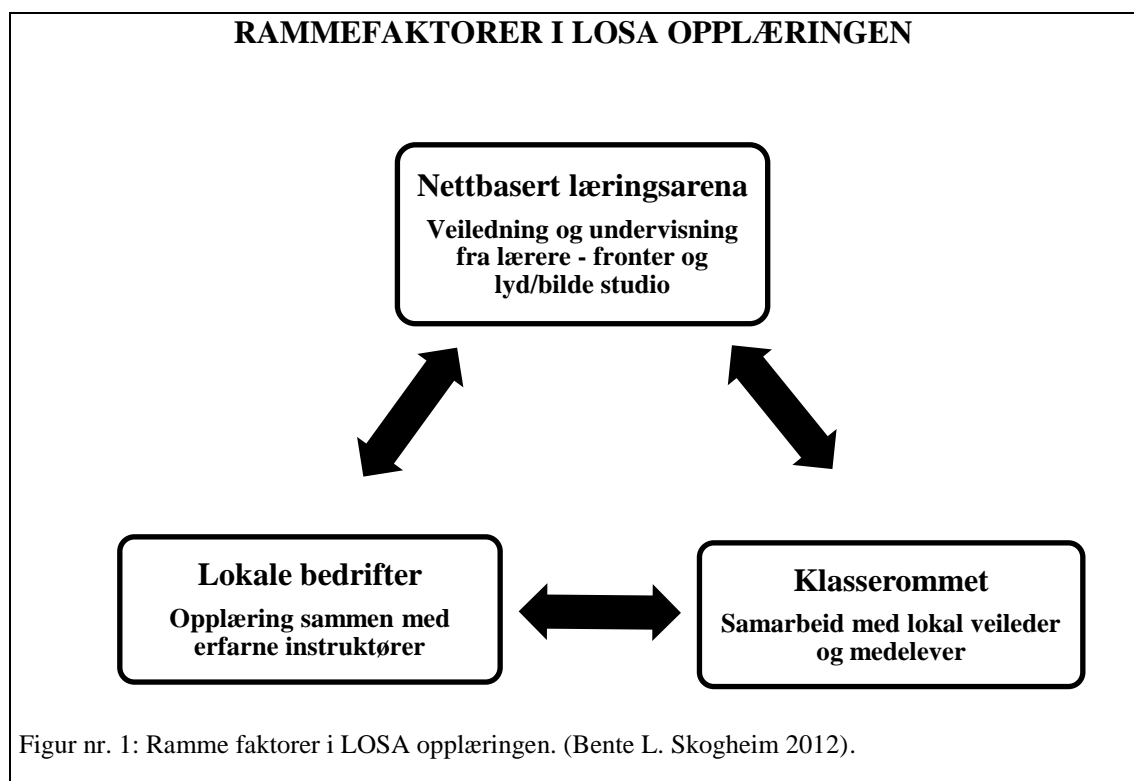 RAMMEFAKTORER I LOSA OPPLÆRINGEN
Nettbasert læringsarena
Veiledning og undervisning
fra lærere - fronter og
lyd/bilde studio
Lokale bedrifter
Opplæring sammen med
erfarne instruktører
Klasserommet
Samarbeid med lokal veileder
og medelever
Figur nr. 1: Ramme faktorer i LOSA opplæringen. (Bente L. Skogheim 2012).